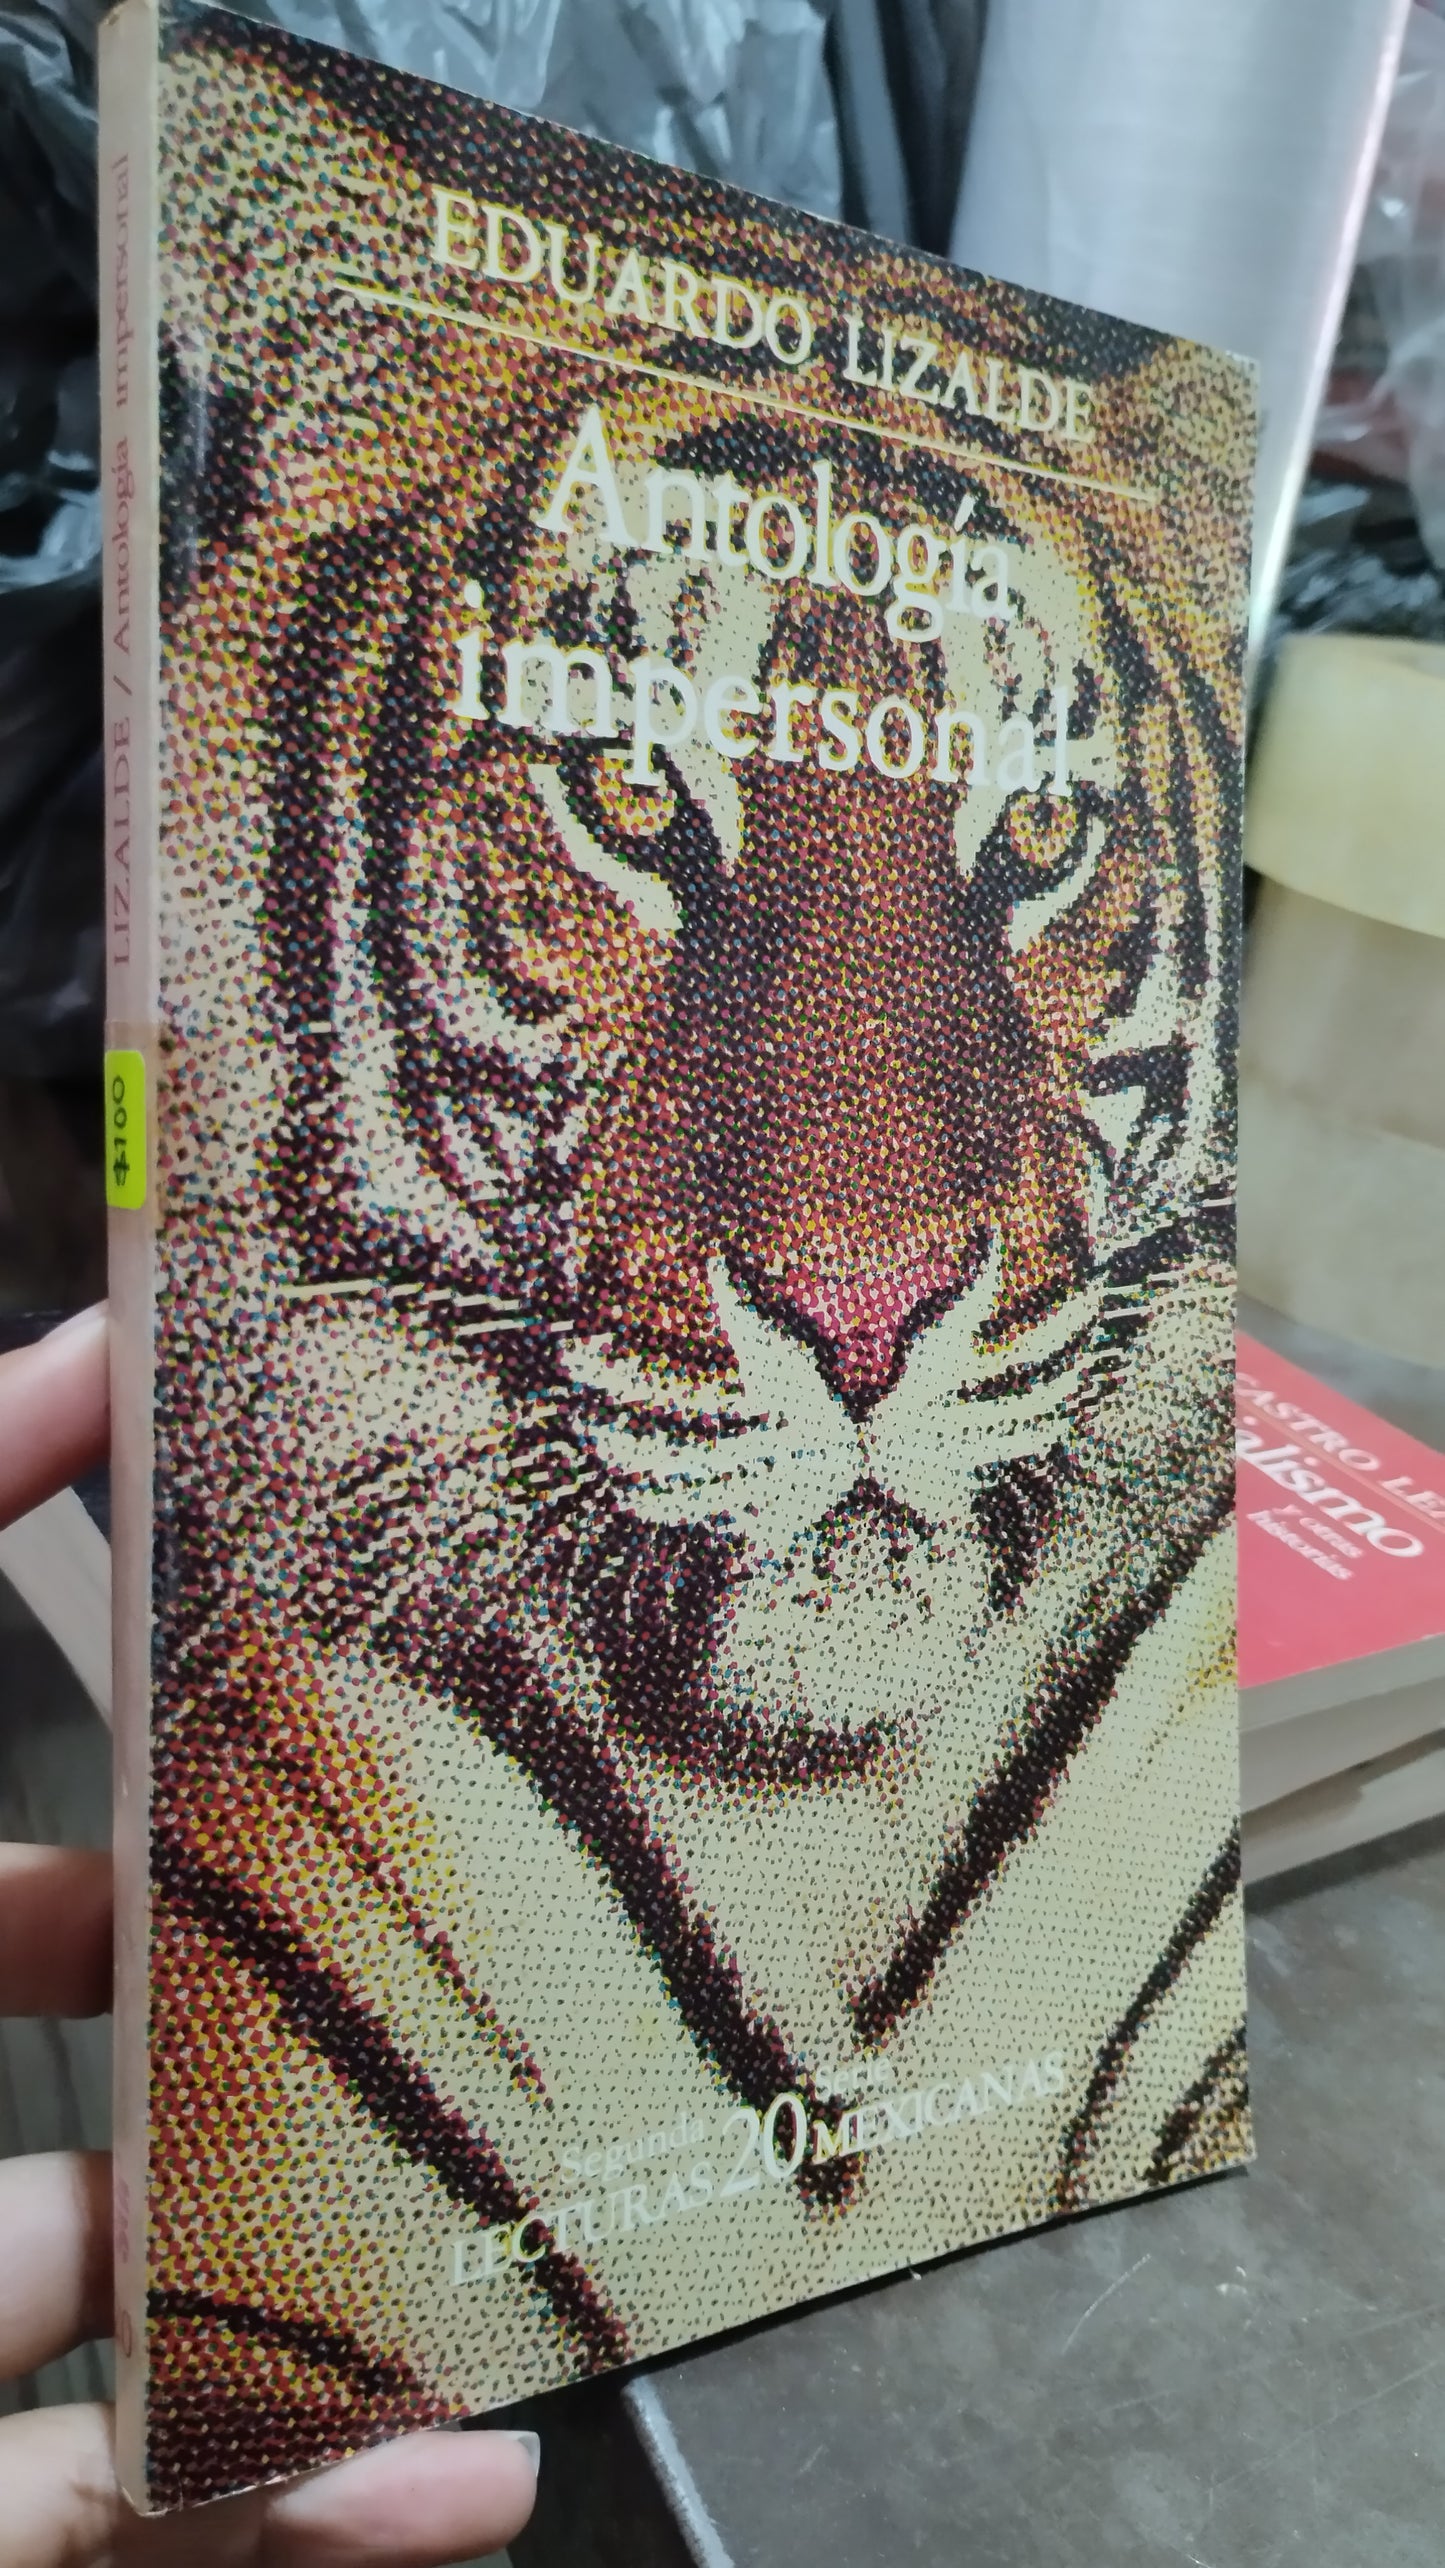 EDUARDO LIZALDE
Antología
impersonal
Segunda 20 Serie
LECTURAS MEXICANAS
LIZALDE / Antología impersonal
$100
CASTRO LE
alismo
y otras
historias